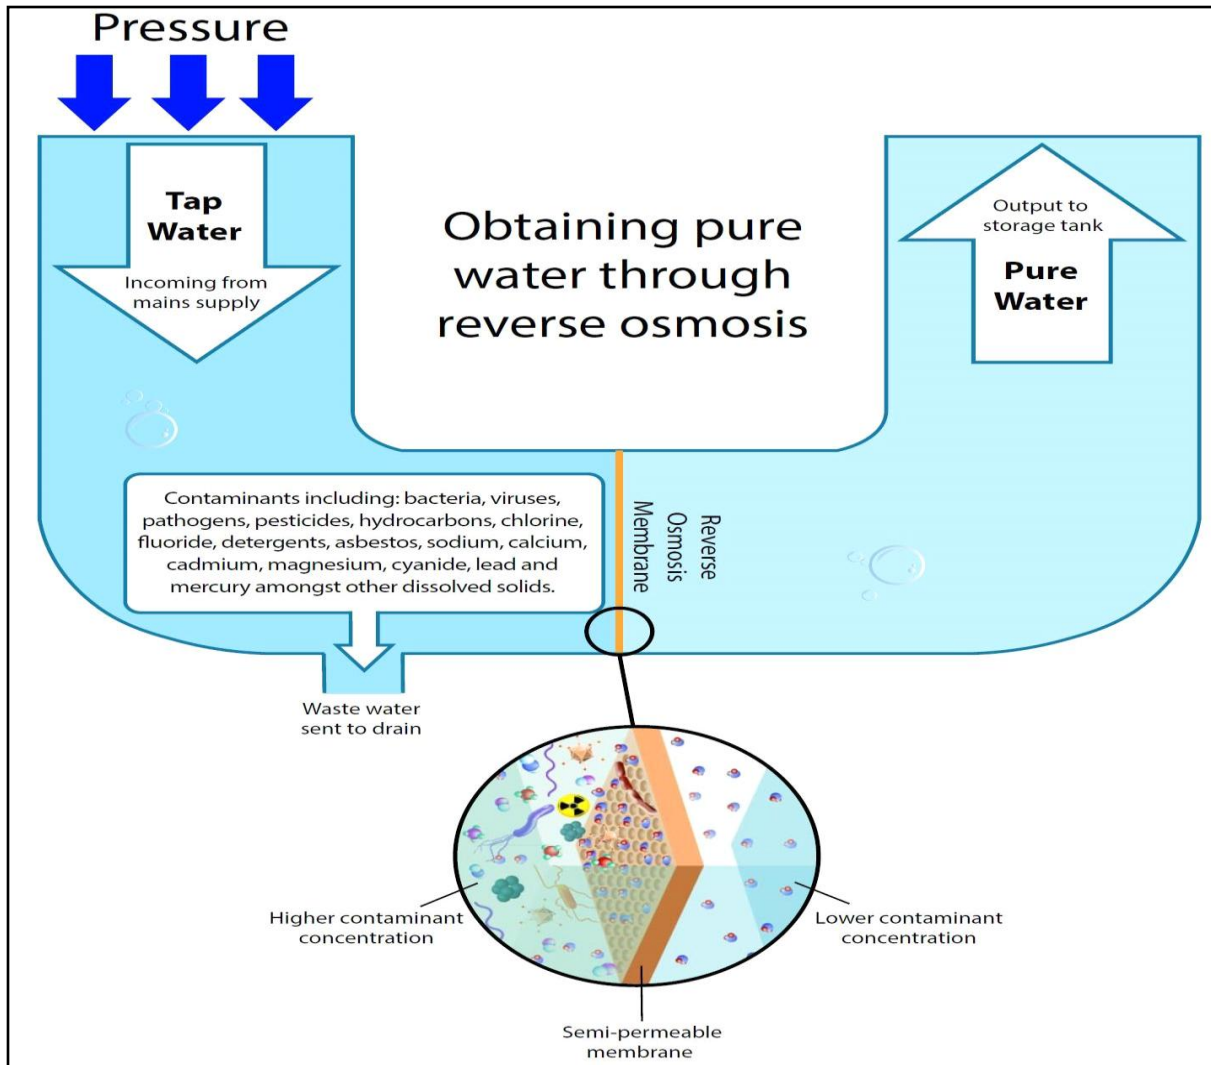 Pressure
Tap
Water
Incoming from
mains supply
Obtaining pure
water through
reverse osmosis
Output to
storage tank
Pure
Water
Contaminants including: bacteria, viruses,
pathogens, pesticides, hydrocarbons, chlorine,
fluoride, detergents, asbestos, sodium, calcium,
cadmium, magnesium, cyanide, lead and
mercury amongst other dissolved solids.
Reverse
Osmosis
Membrane
Waste water
sent to drain
Higher contaminant
concentration
Lower contaminant
concentration
Semi-permeable
membrane